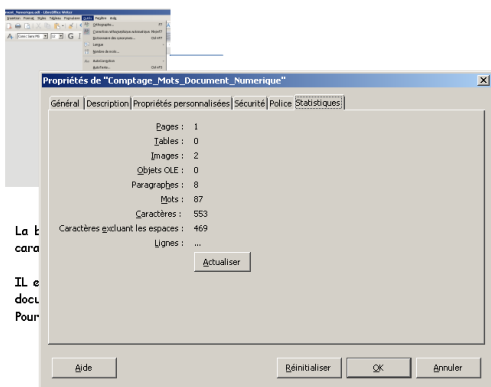 Propriétés de "Comptage_Mots_Document_Numerique"
Général Description Propriétés personnalisées Sécurité Police Statistiques
Pages : 1
Tables : 0
Images : 2
Objets OLE : 0
Paragraphes : 8
Mots : 87
Caractères : 553
Caractères excluant les espaces : 469
Lignes : ...
Actualiser
La
cara
IL
docu
Pour
Aide
Réinitialiser
OK
Annuler